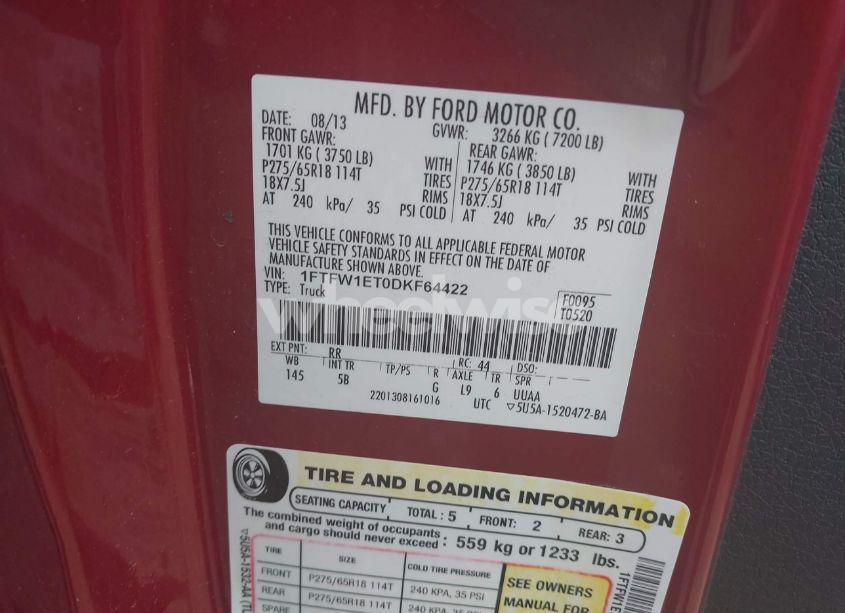 MFD. BY FORD MOTOR CO.
DATE: 08/13 GVWR: 3266 KG ( 7200 LB)
FRONT GAWR: REAR GAWR:
1701 KG ( 3750 LB) WITH 1746 KG ( 3850 LB) WITH
P275/65R18 114T TIRES P275/65R18 114T TIRES
18X7.5J RIMS 18X7.5J RIMS
AT 240 kPa/ 35 PSI COLD AT 240 kPa/ 35 PSI COLD
THIS VEHICLE CONFORMS TO ALL APPLICABLE FEDERAL MOTOR
VEHICLE SAFETY STANDARDS IN EFFECT ON THE DATE OF
MANUFACTURE SHOWN ABOVE.
VIN: 1FTFW1ET0DKF64422 F0095
TYPE: Truck T0520
wheelwise
EXT PNT: RR RC: 44 DSO:
WB INT TR TP/PS R AXLE TR SPR
145 5B G L9 6 UUAA
2201308161016 UTC ▽5U5A-1520472-BA
TIRE AND LOADING INFORMATION
SEATING CAPACITY TOTAL : 5 FRONT: 2 REAR: 3
The combined weight of occupants
and cargo should never exceed : 559 kg or 1233 lbs.
TIRE SIZE COLD TIRE PRESSURE
FRONT P275/65R18 114T 240 KPA, 35 PSI
REAR P275/65R18 114T 240 KPA, 35 PSI
SPARE
SEE OWNERS
MANUAL FOR
▽5U5A-1532-AA (TL
1FTFW1E